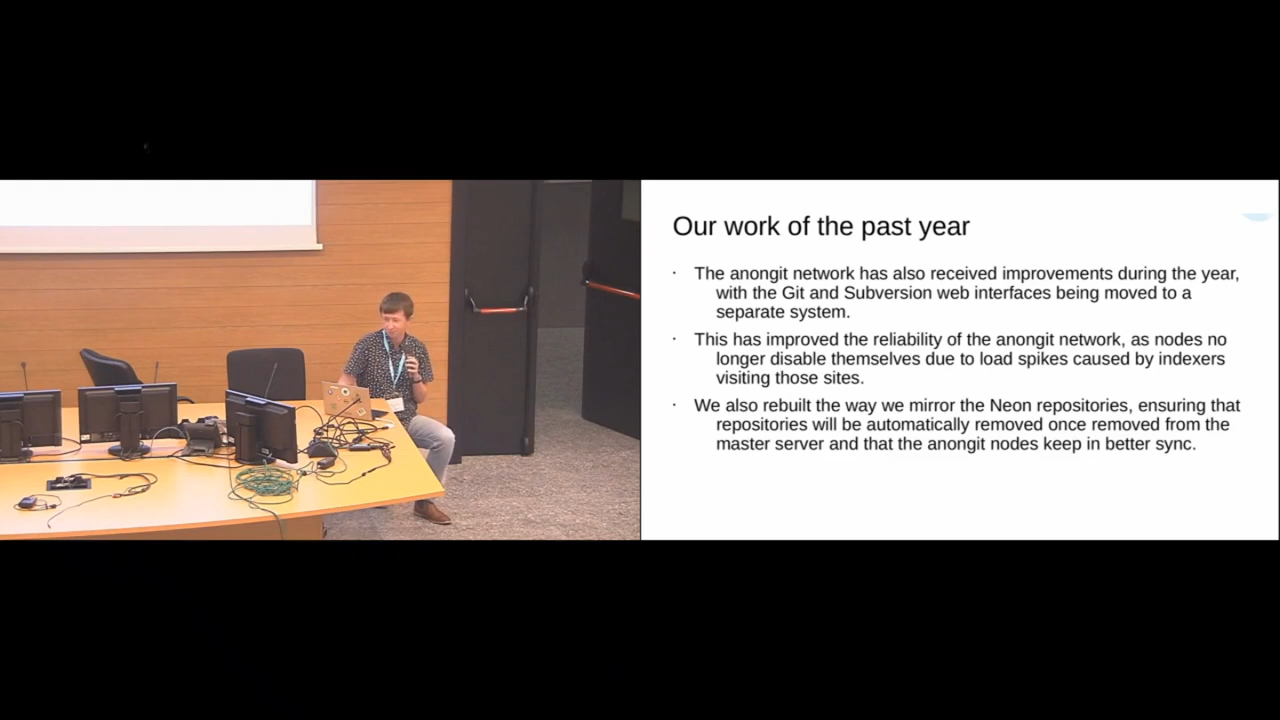 Our work of the past year
· The anongit network has also received improvements during the year,
with the Git and Subversion web interfaces being moved to a
separate system.
· This has improved the reliability of the anongit network, as nodes no
longer disable themselves due to load spikes caused by indexers
visiting those sites.
· We also rebuilt the way we mirror the Neon repositories, ensuring that
repositories will be automatically removed once removed from the
master server and that the anongit nodes keep in better sync.